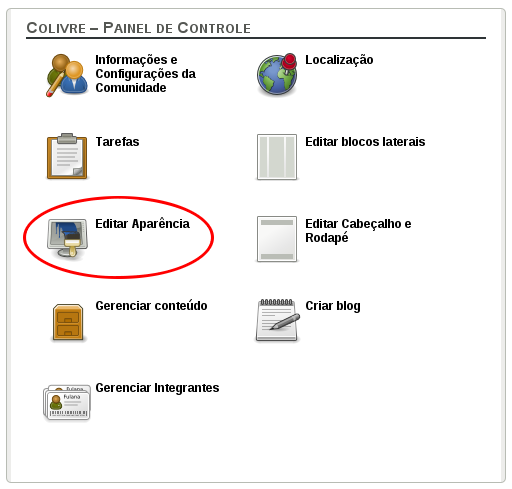 Colivre – Painel de Controle
Informações e
Configurações da
Comunidade
Localização
Tarefas
Editar blocos laterais
Editar Aparência
Editar Cabeçalho e
Rodapé
Gerenciar conteúdo
Criar blog
Gerenciar Integrantes
Fulana
Fulana